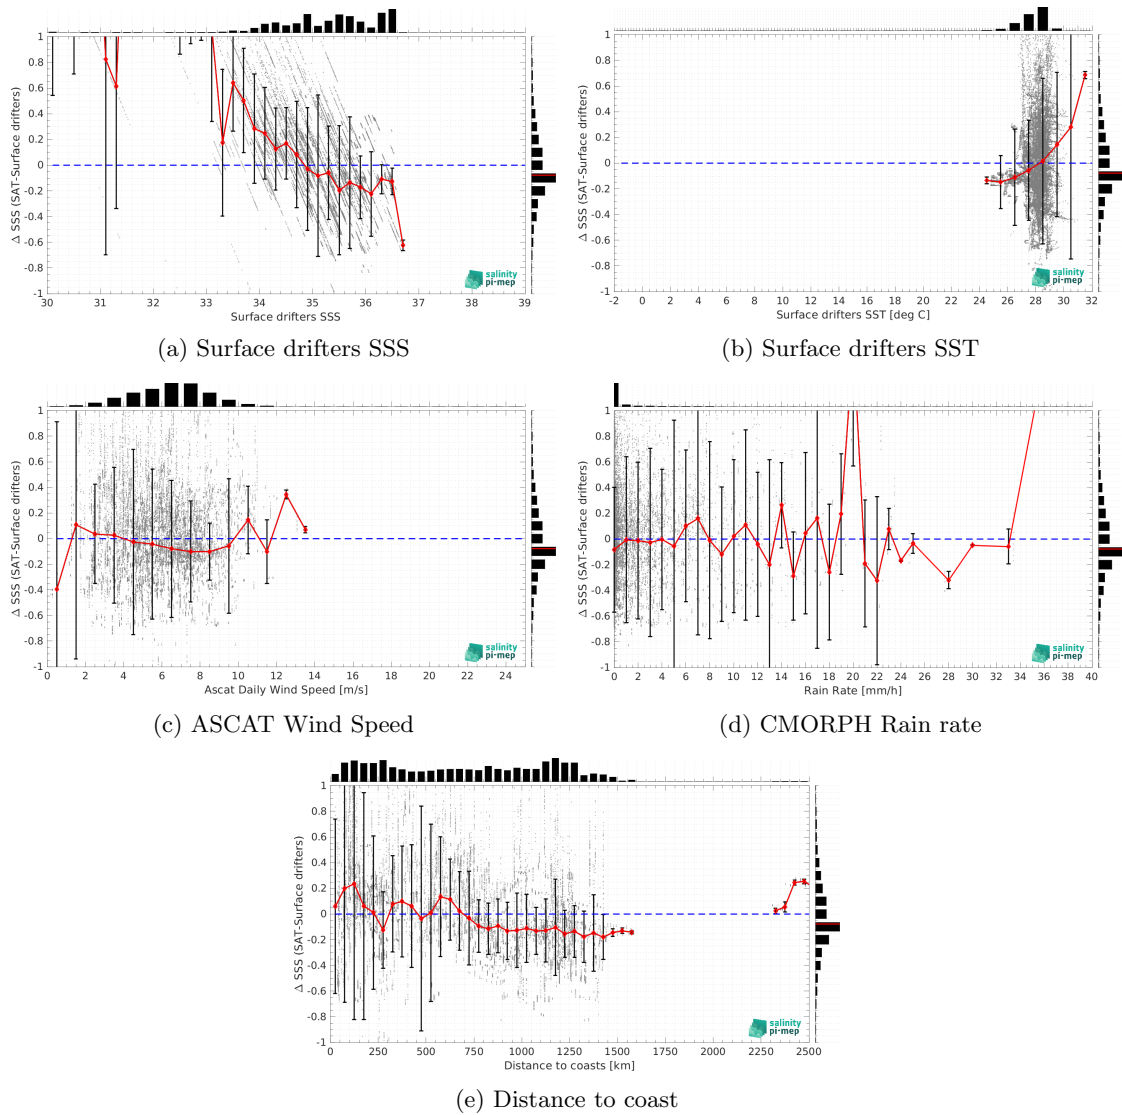 Δ SSS (SAT-Surface drifters)
1
0.8
0.6
0.4
0.2
0
-0.2
-0.4
-0.6
-0.8
-1
30 31 32 33 34 35 36 37 38 39
Surface drifters SSS
salinity
pi-mep
(a) Surface drifters SSS
Δ SSS (SAT-Surface drifters)
1
0.8
0.6
0.4
0.2
0
-0.2
-0.4
-0.6
-0.8
-1
-2 0 2 4 6 8 10 12 14 16 18 20 22 24 26 28 30 32
Surface drifters SST [deg C]
salinity
pi-mep
(b) Surface drifters SST
Δ SSS (SAT-Surface drifters)
1
0.8
0.6
0.4
0.2
0
-0.2
-0.4
-0.6
-0.8
-1
0 2 4 6 8 10 12 14 16 18 20 22 24
Ascat Daily Wind Speed [m/s]
salinity
pi-mep
(c) ASCAT Wind Speed
Δ SSS (SAT-Surface drifters)
1
0.8
0.6
0.4
0.2
0
-0.2
-0.4
-0.6
-0.8
-1
0 2 4 6 8 10 12 14 16 18 20 22 24 26 28 30 32 34 36 38 40
Rain Rate [mm/h]
salinity
pi-mep
(d) CMORPH Rain rate
Δ SSS (SAT-Surface drifters)
1
0.8
0.6
0.4
0.2
0
-0.2
-0.4
-0.6
-0.8
-1
0 250 500 750 1000 1250 1500 1750 2000 2250 2500
Distance to coasts [km]
salinity
pi-mep
(e) Distance to coast